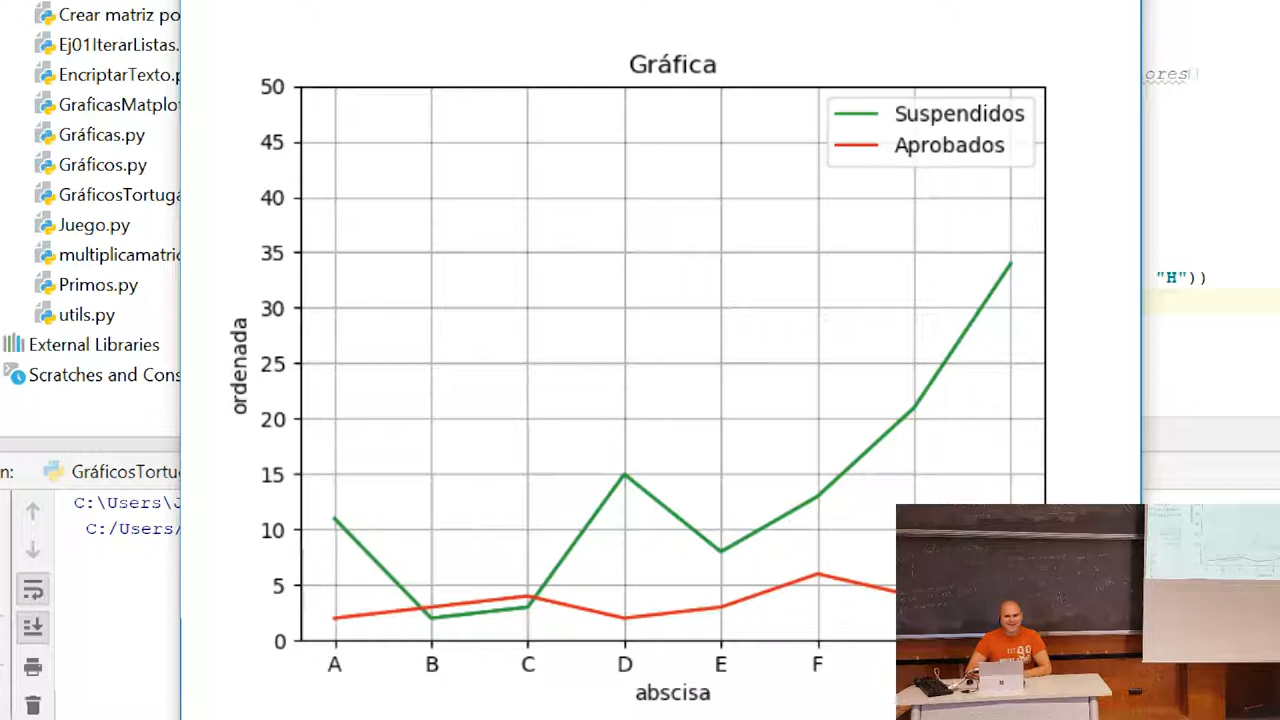 Crear matriz po
Ej01IterarListas.
EncriptarTexto.p
GraficasMatplot
Gráficas.py
Gráficos.py
GráficosTortuga
Juego.py
multiplicamatric
Primos.py
utils.py
External Libraries
Scratches and Cons
n:
GráficosTortug
C:\Users\J
C:/Users/
Gráfica
50
45
40
35
30
25
20
15
10
5
0
ordenada
A B C D E F
abscisa
Suspendidos
Aprobados
ores
"H"))